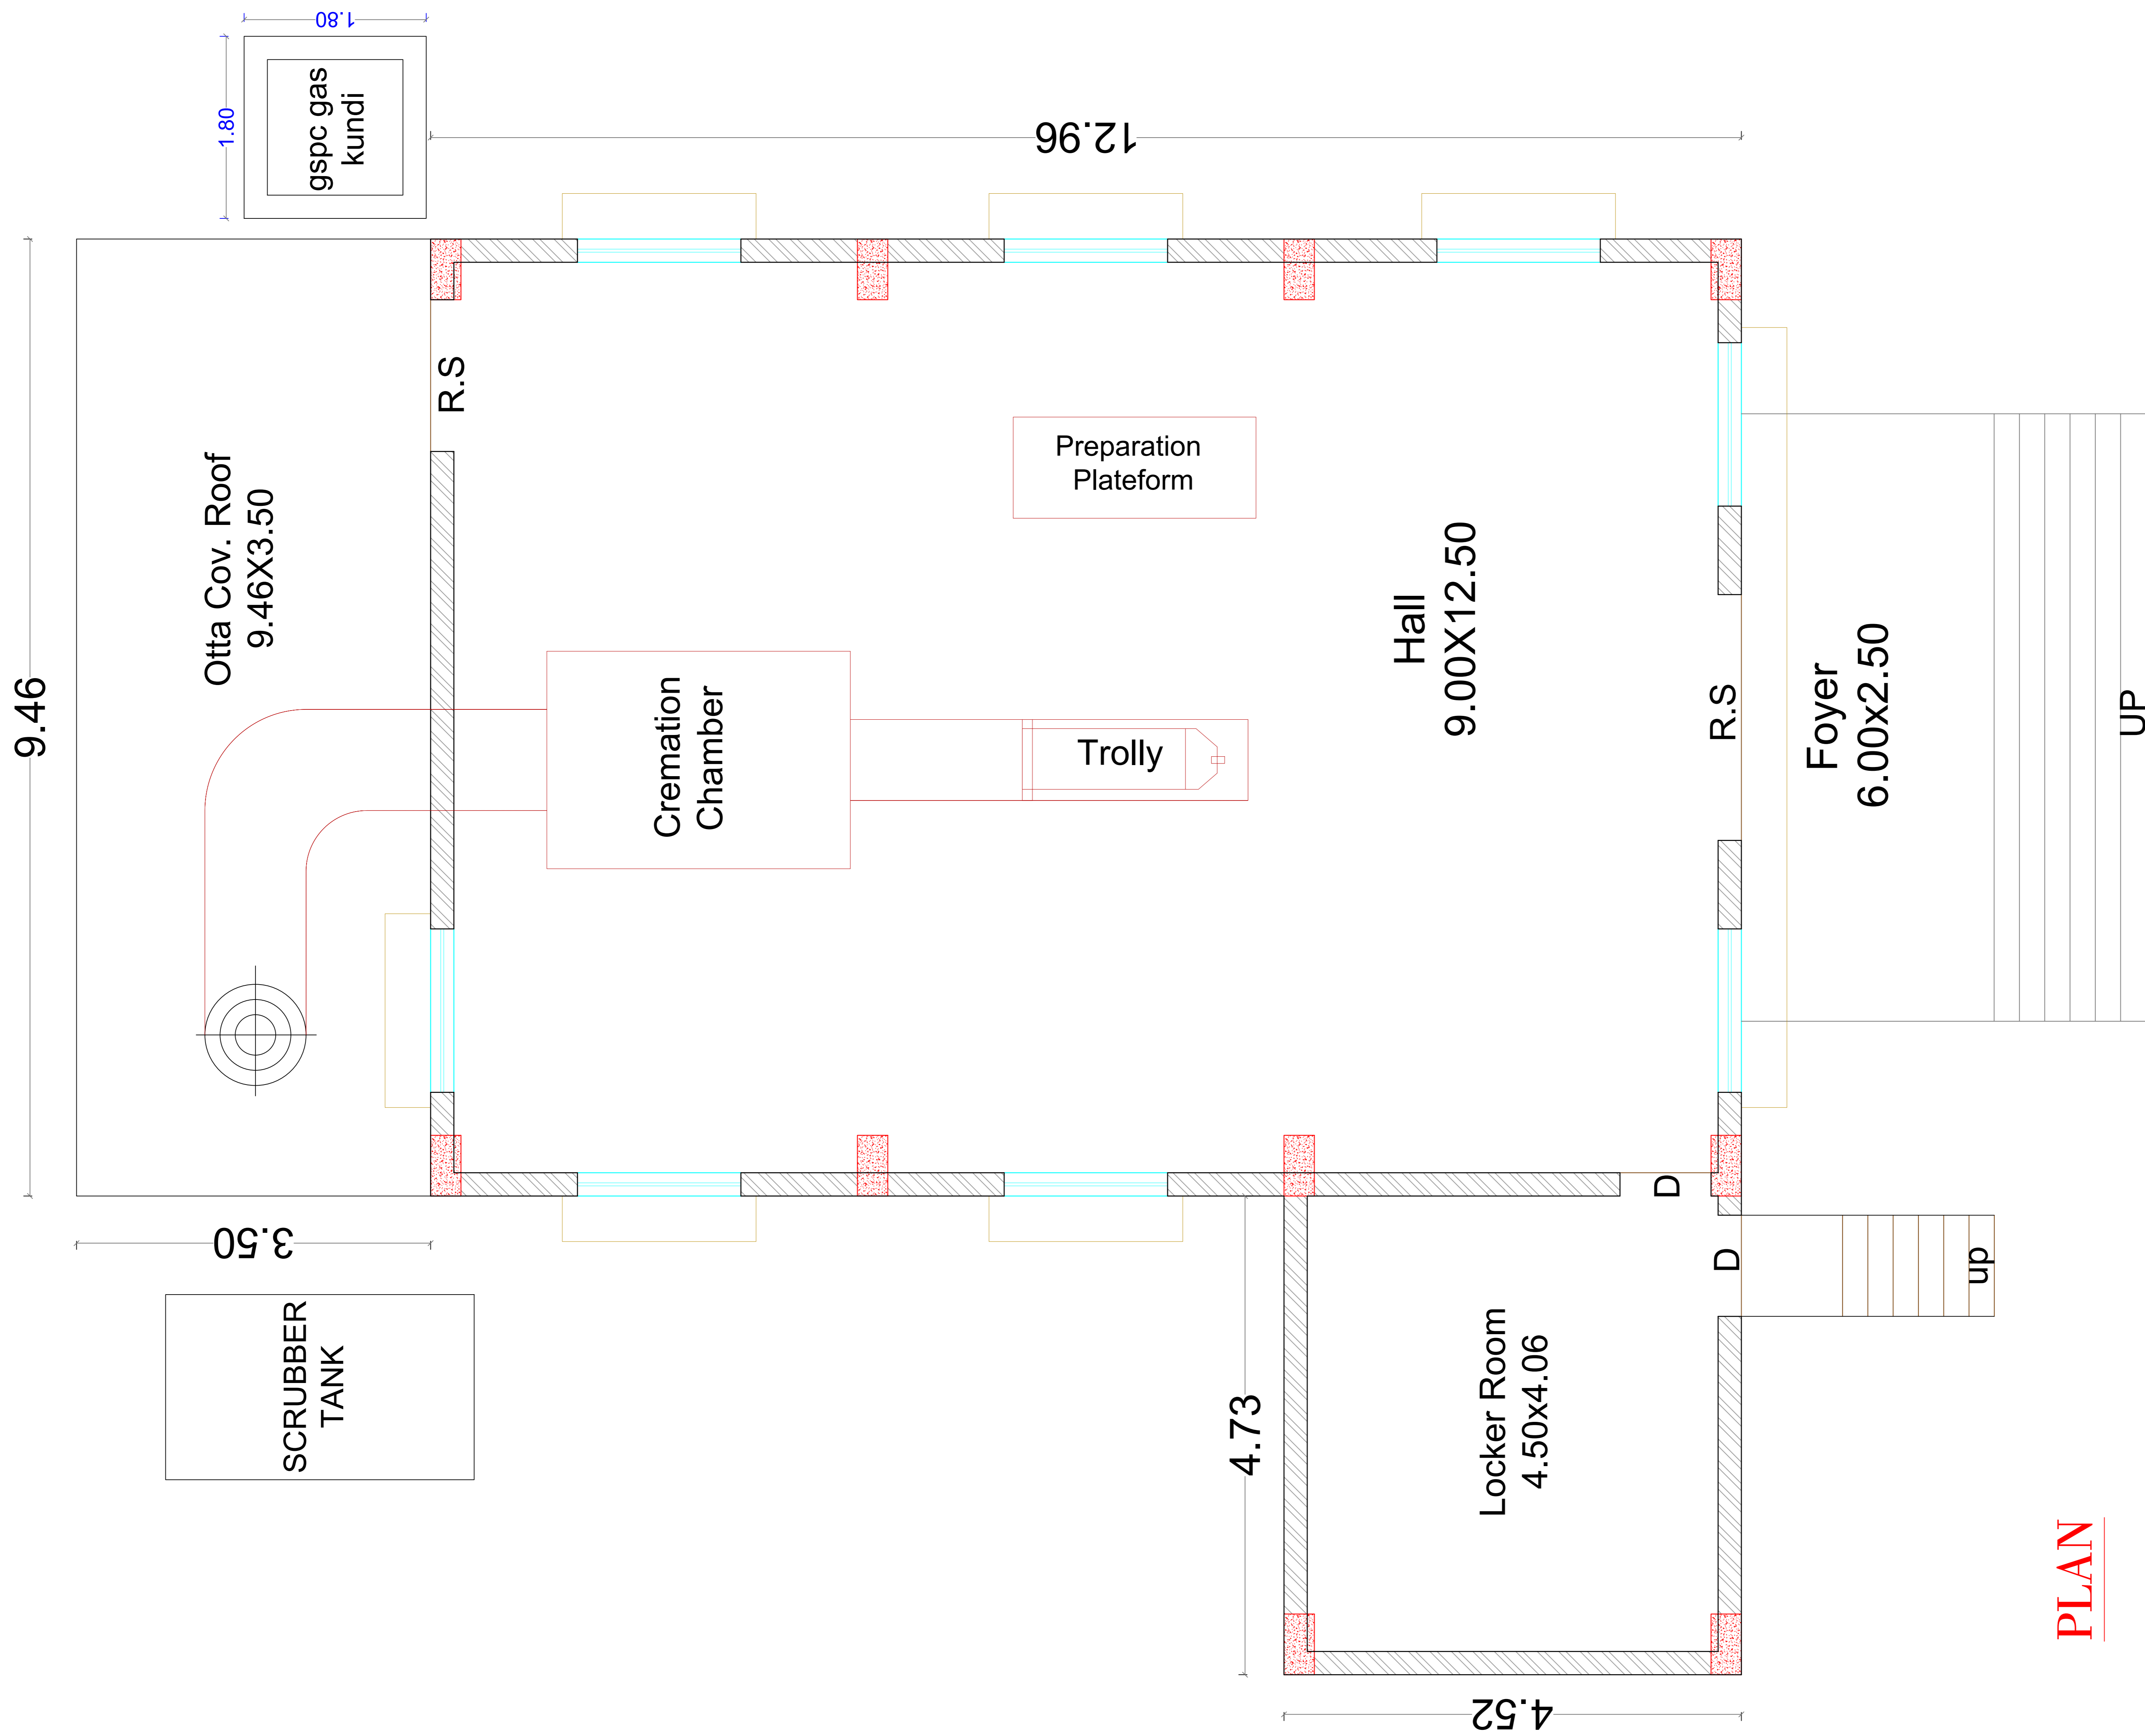 1.80
1.80
gspc gas
kundi
12.96
9.46
Otta Cov. Roof
9.46X3.50
R.S
Preparation
Plateform
Cremation
Chamber
Trolly
Hall
9.00X12.50
R.S
Foyer
6.00x2.50
UP
3.50
SCRUBBER
TANK
D
D
up
4.73
Locker Room
4.50x4.06
4.52
PLAN